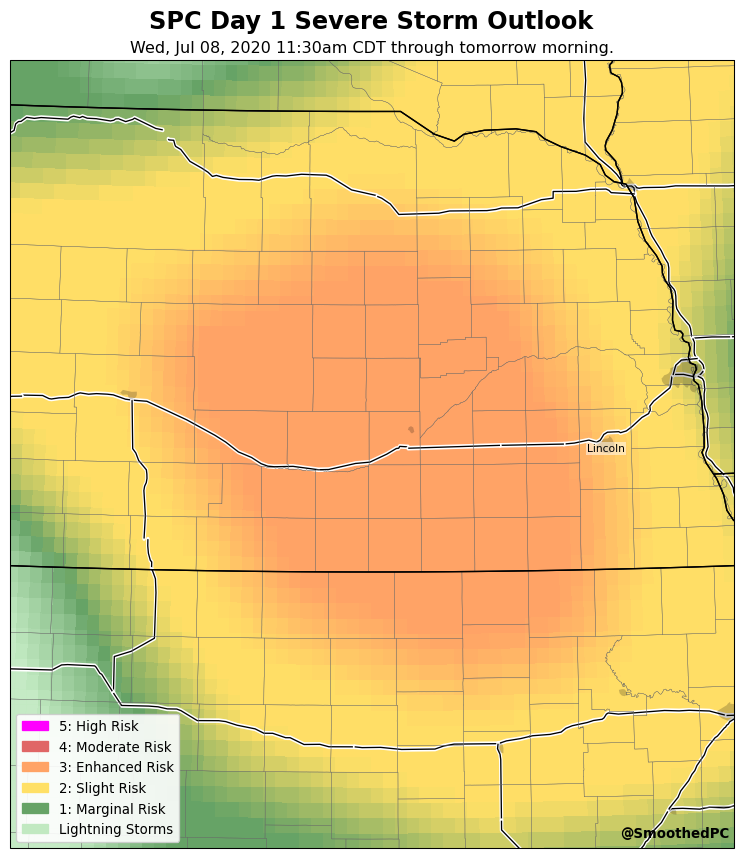 SPC Day 1 Severe Storm Outlook
Wed, Jul 08, 2020 11:30am CDT through tomorrow morning.
Lincoln
5: High Risk
4: Moderate Risk
3: Enhanced Risk
2: Slight Risk
1: Marginal Risk
Lightning Storms
@SmoothedPC